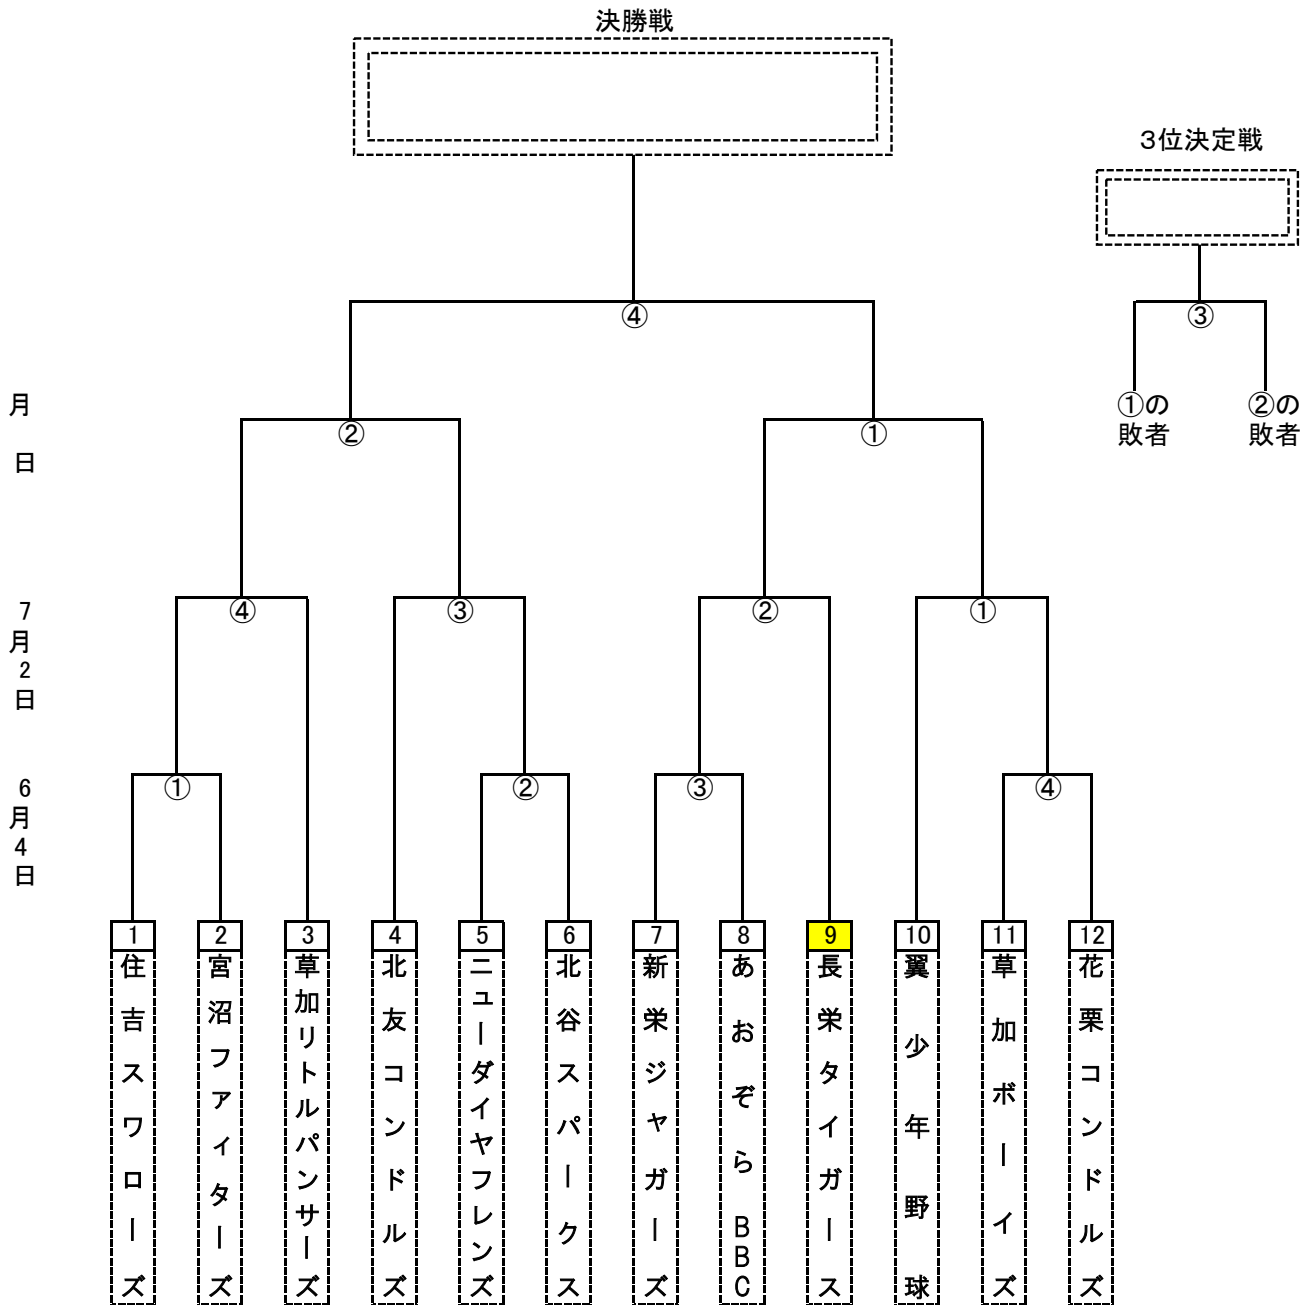 決勝戦
3位決定戦
④
③
①の
敗者
②の
敗者
月
日
②
①
7
月
2
日
④
③
②
①
6
月
4
日
①
②
③
④
1
2
3
4
5
6
7
8
9
10
11
12
住吉スワローズ
宮沼ファイターズ
草加リトルパンサーズ
北友コンドルズ
ニューダイヤフレンズ
北谷スパークス
新栄ジャガーズ
あおぞらBBC
長栄タイガース
翼少年野球
草加ボーイズ
花栗コンドルズ